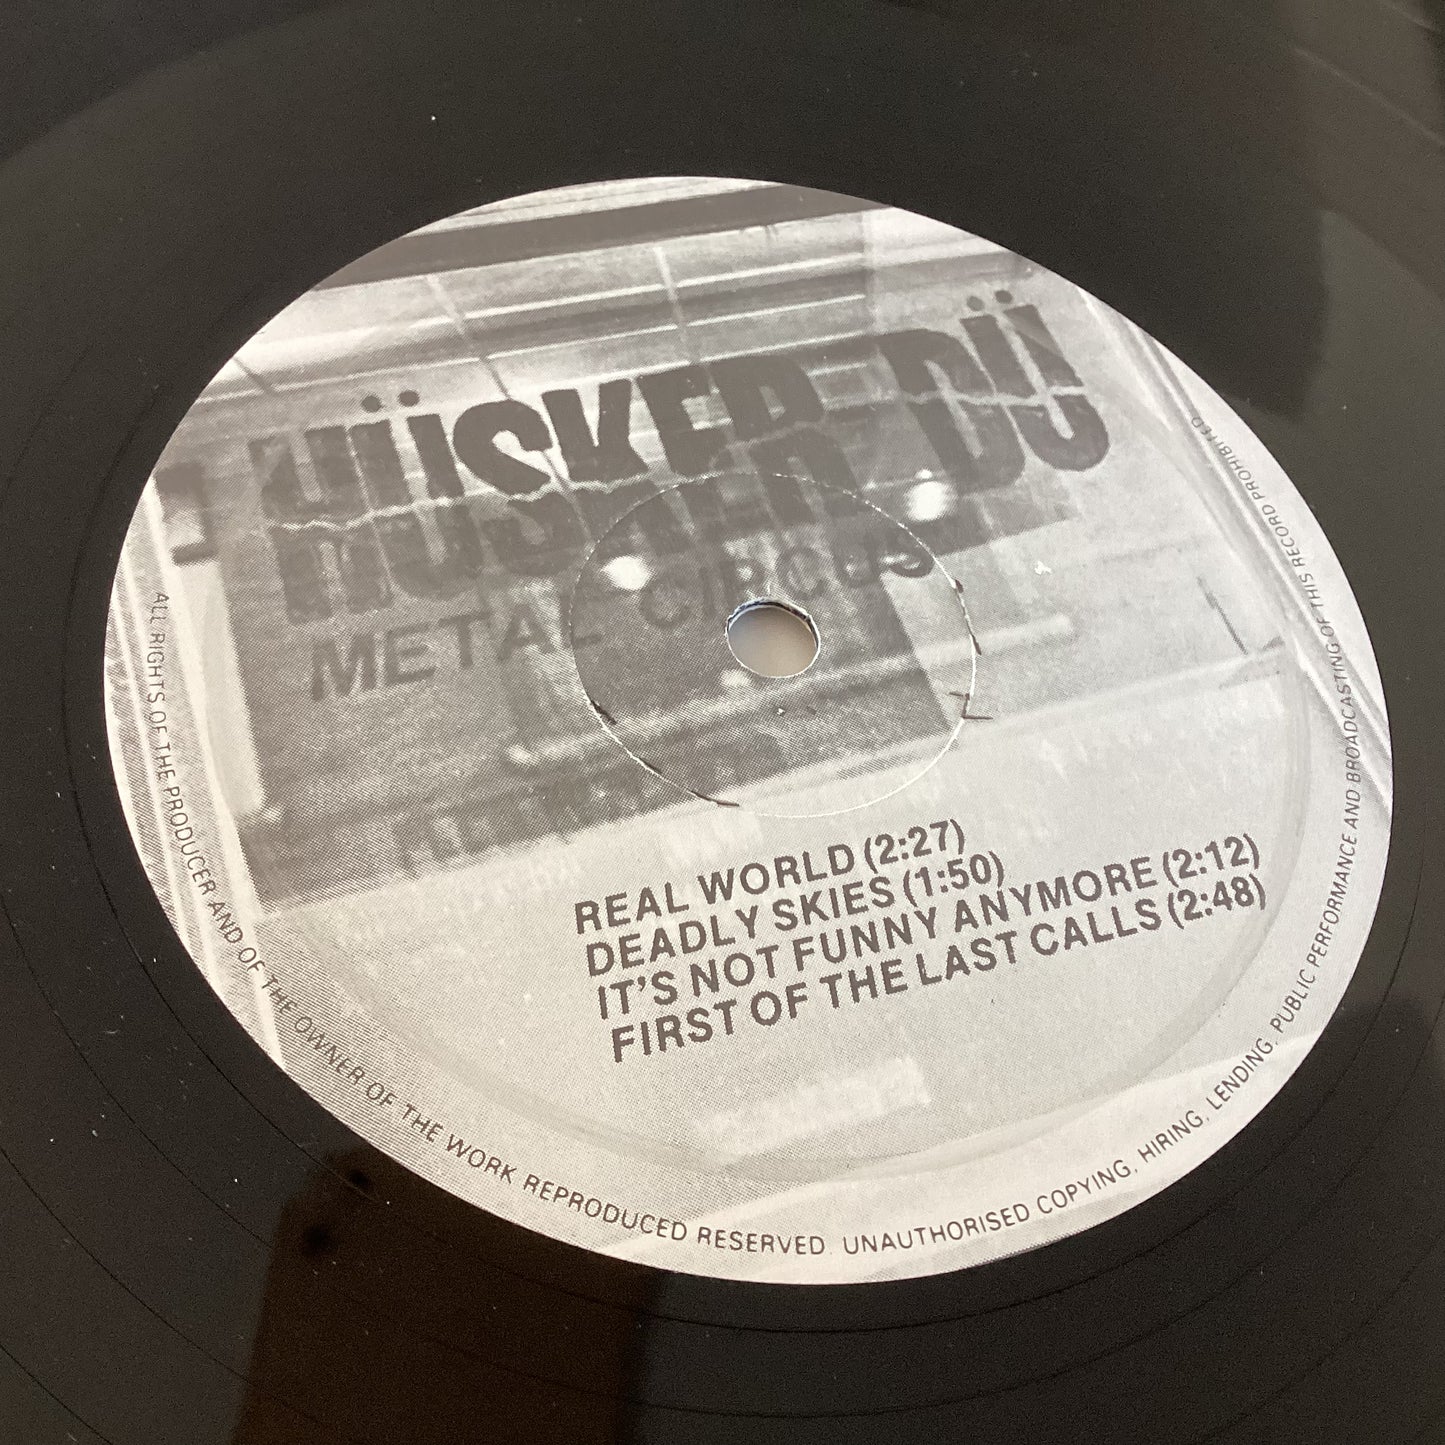 HÜSKER DÜ
METAL CIRCUS
REAL WORLD (2:27)
DEADLY SKIES (1:50)
IT'S NOT FUNNY ANYMORE (2:12)
FIRST OF THE LAST CALLS (2:48)
ALL RIGHTS OF THE PRODUCER AND OF THE OWNER OF THE WORK REPRODUCED RESERVED. UNAUTHORISED COPYING, HIRING, LENDING, PUBLIC PERFORMANCE AND BROADCASTING OF THIS RECORD PROHIBITED